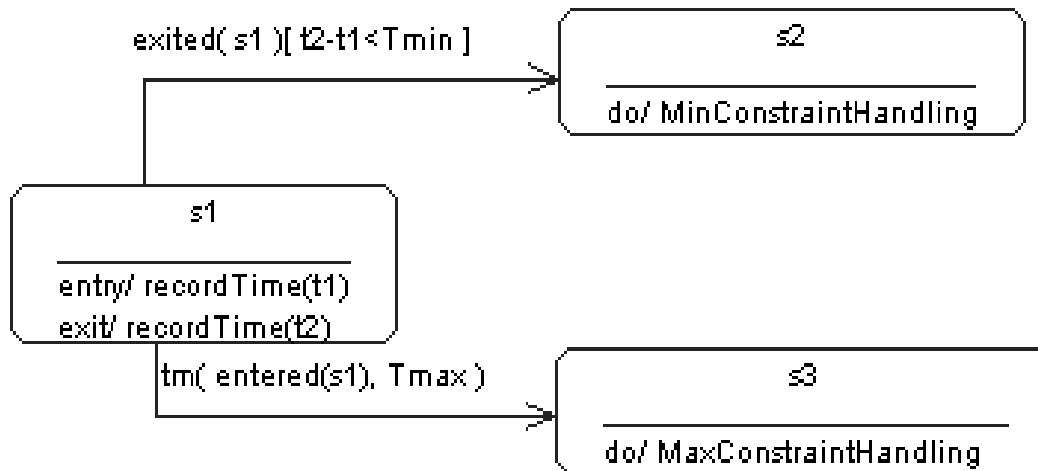 exited( s1 )[ t2-t1<Tmin ]
s2
do/ MinConstraintHandling
s1
entry/ recordTime(t1)
exit/ recordTime(t2)
tm( entered(s1), Tmax )
s3
do/ MaxConstraintHandling